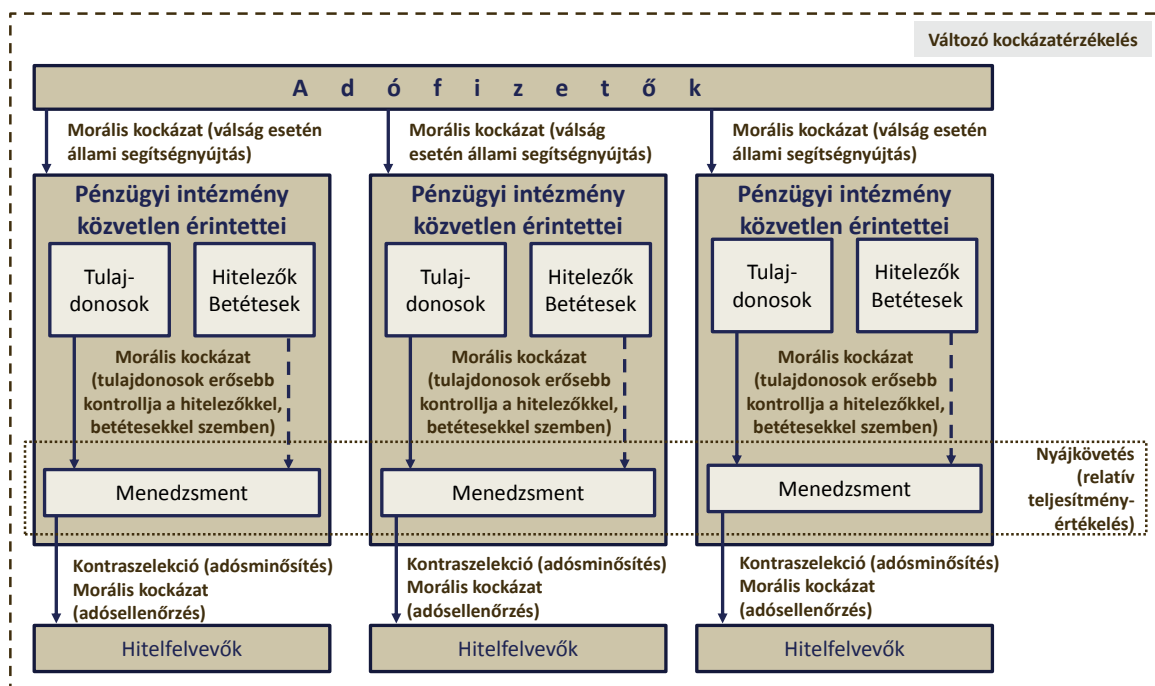 Változó kockázatérzékelés
A d ó f i z e t ő k
Morális kockázat (válság esetén
állami segítségnyújtás)
Morális kockázat (válság
esetén állami segítségnyújtás)
Morális kockázat (válság esetén
állami segítségnyújtás)
Pénzügyi intézmény
közvetlen érintettei
Tulaj-
donosok
Hitelezők
Betétesek
Morális kockázat
(tulajdonosok erősebb
kontrollja a hitelezőkkel,
betétesekkel szemben)
Menedzsment
Pénzügyi intézmény
közvetlen érintettei
Tulaj-
donosok
Hitelezők
Betétesek
Morális kockázat
(tulajdonosok erősebb
kontrollja a hitelezőkkel,
betétesekkel szemben)
Menedzsment
Pénzügyi intézmény
közvetlen érintettei
Tulaj-
donosok
Hitelezők
Betétesek
Morális kockázat
(tulajdonosok erősebb
kontrollja a hitelezőkkel,
betétesekkel szemben)
Menedzsment
Nyájkövetés
(relatív
teljesítmény-
értékelés)
Kontraszelekció (adósminősítés)
Morális kockázat
(adósellenőrzés)
Kontraszelekció (adósminősítés)
Morális kockázat
(adósellenőrzés)
Kontraszelekció (adósminősítés)
Morális kockázat
(adósellenőrzés)
Hitelfelvevők
Hitelfelvevők
Hitelfelvevők